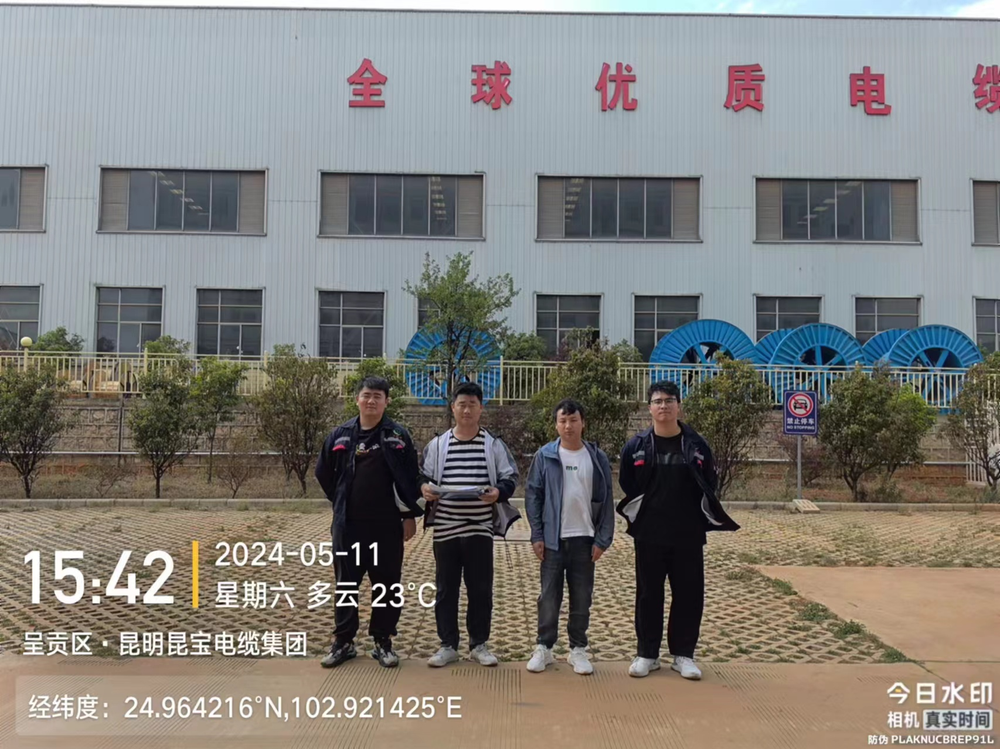 全球优质电缆
禁止停车
NO STOPPING
me
15:42
2024-05-11
星期六 多云 23°C
呈贡区·昆明昆宝电缆集团
经纬度：24.964216°N,102.921425°E
今日水印
相机 真实时间
防伪 PLAKNUCBREP91L